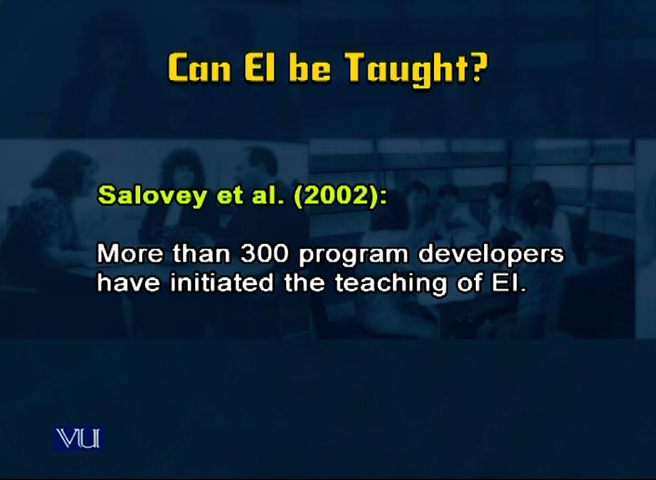 Can EI be Taught?
Salovey et al. (2002):
More than 300 program developers
have initiated the teaching of EI.
VU